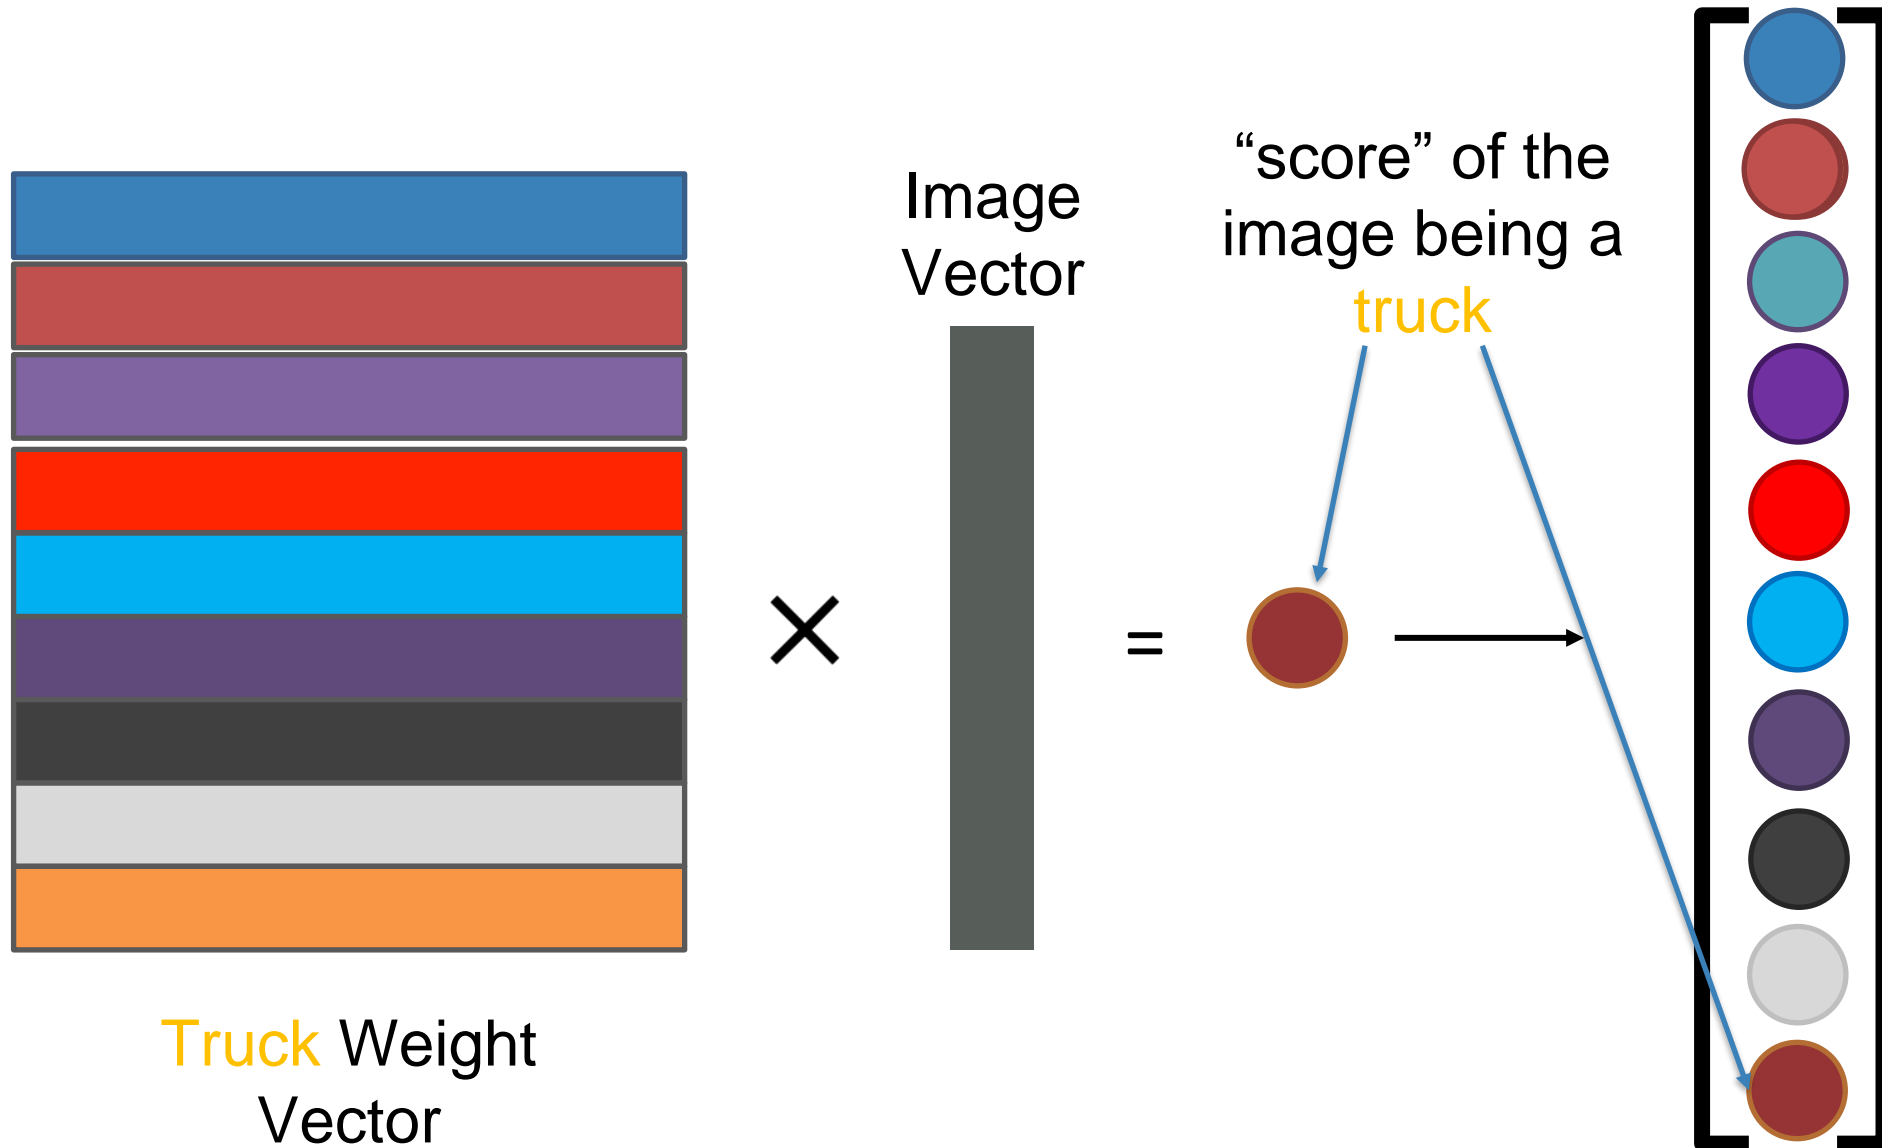 Image
Vector
“score” of the
image being a
truck
=
Truck Weight
Vector